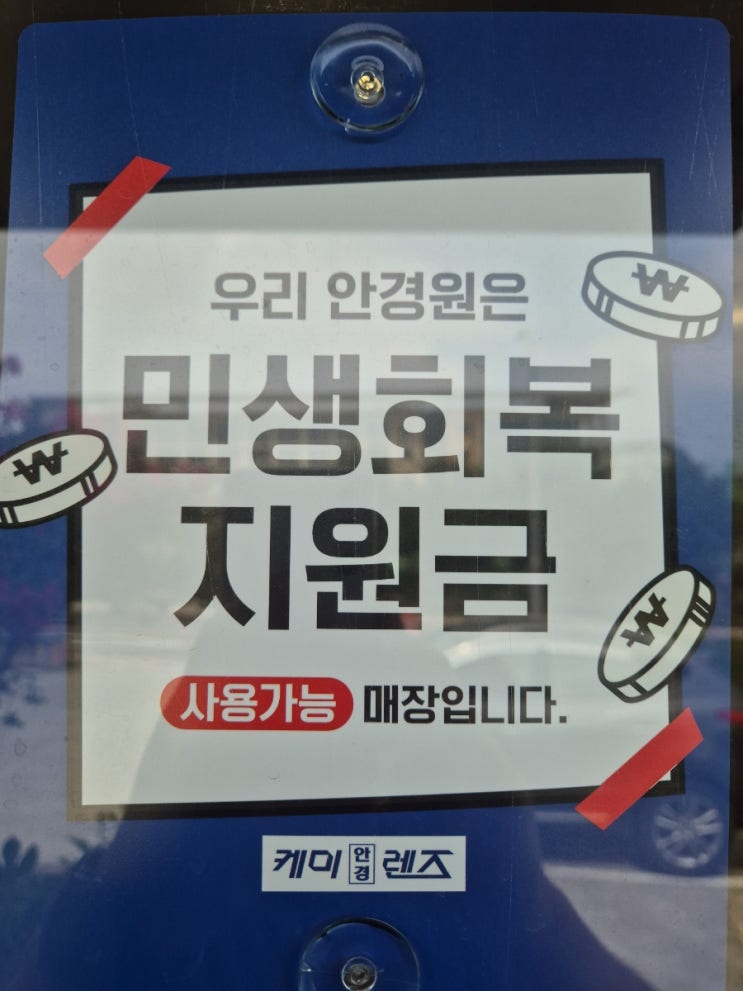 우리 안경원은
민생회복
지원금
사용가능 매장입니다.
케미 안경 렌즈